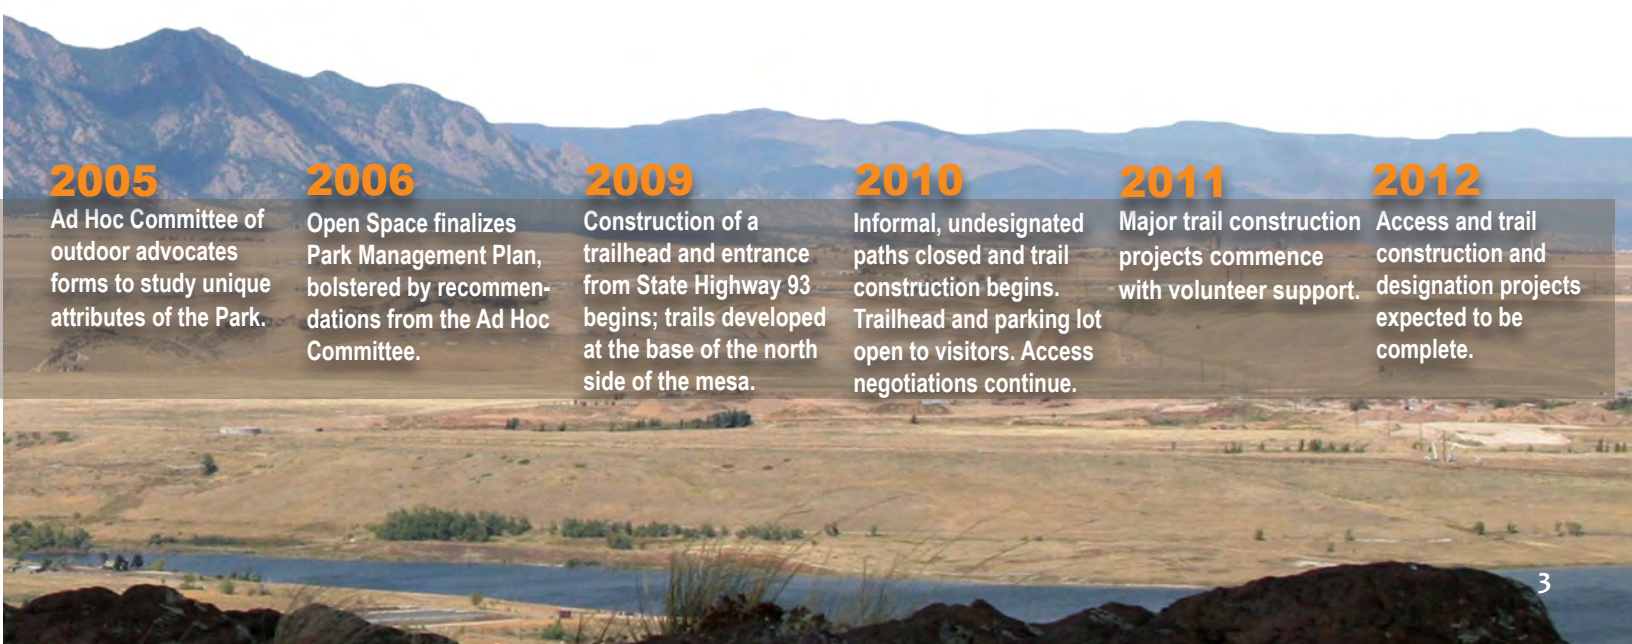 2005
Ad Hoc Committee of
outdoor advocates
forms to study unique
attributes of the Park.
2006
Open Space finalizes
Park Management Plan,
bolstered by recommen-
dations from the Ad Hoc
Committee.
2009
Construction of a
trailhead and entrance
from State Highway 93
begins; trails developed
at the base of the north
side of the mesa.
2010
Informal, undesignated
paths closed and trail
construction begins.
Trailhead and parking lot
open to visitors. Access
negotiations continue.
2011
Major trail construction
projects commence
with volunteer support.
2012
Access and trail
construction and
designation projects
expected to be
complete.
3